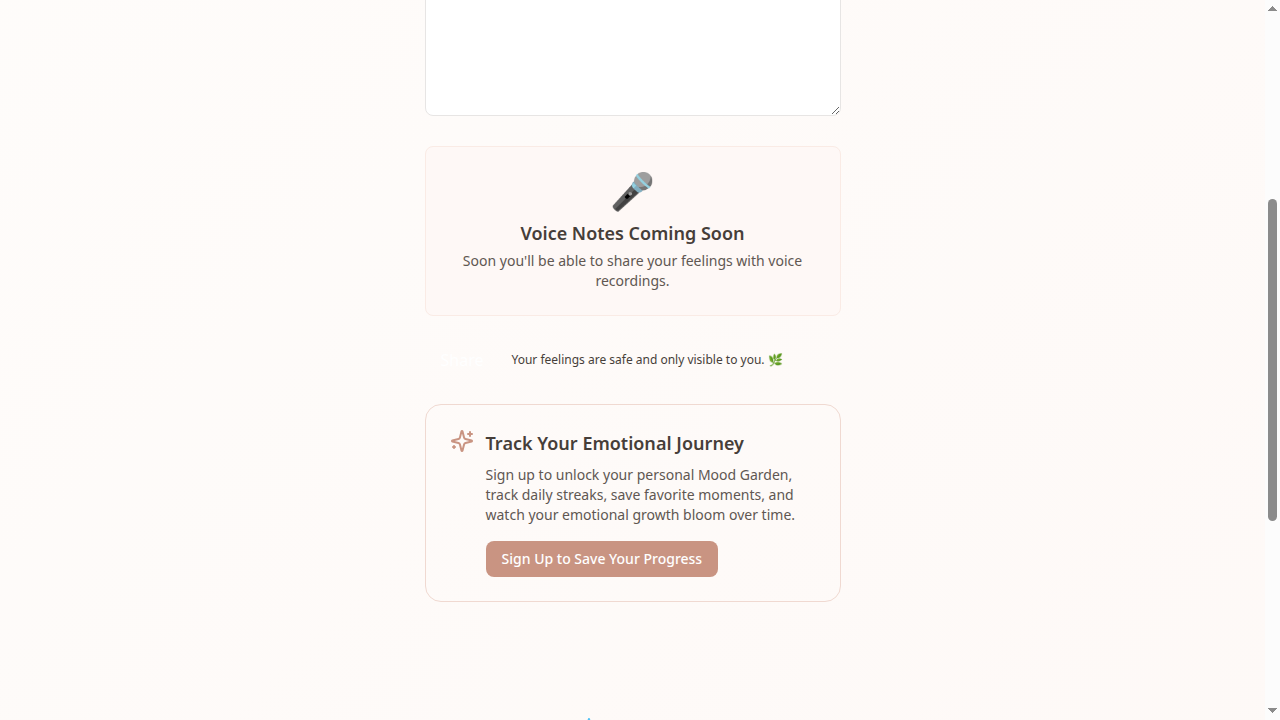 Voice Notes Coming Soon
Soon you'll be able to share your feelings with voice
recordings.
Your feelings are safe and only visible to you. 🌿
Track Your Emotional Journey
Sign up to unlock your personal Mood Garden,
track daily streaks, save favorite moments, and
watch your emotional growth bloom over time.
Sign Up to Save Your Progress